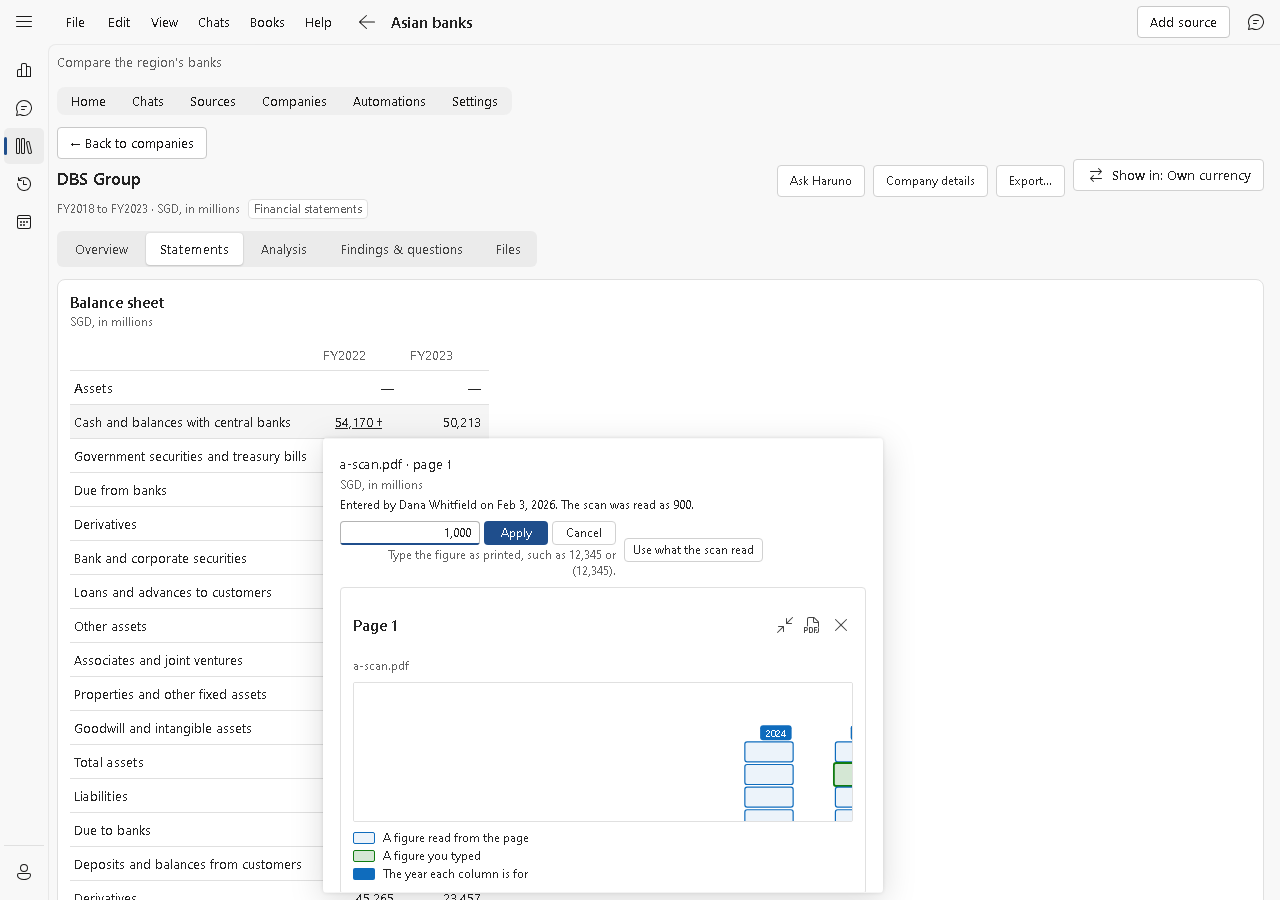 File Edit View Chats Books Help Asian banks Add source
Compare the region's banks
Home Chats Sources Companies Automations Settings
← Back to companies
DBS Group
Ask Haruno Company details Export... Show in: Own currency
FY2018 to FY2023 · SGD, in millions Financial statements
Overview Statements Analysis Findings & questions Files
Balance sheet
SGD, in millions
FY2022 FY2023
Assets — —
Cash and balances with central banks 54,170 † 50,213
Government securities and treasury bills
Due from banks
Derivatives
Bank and corporate securities
Loans and advances to customers
Other assets
Associates and joint ventures
Properties and other fixed assets
Goodwill and intangible assets
Total assets
Liabilities
Due to banks
Deposits and balances from customers
Derivatives 45,265 23,457
a-scan.pdf · page 1
SGD, in millions
Entered by Dana Whitfield on Feb 3, 2026. The scan was read as 900.
1,000 Apply Cancel
Use what the scan read
Type the figure as printed, such as 12,345 or
(12,345).
Page 1
PDF
a-scan.pdf
2024
A figure read from the page
A figure you typed
The year each column is for